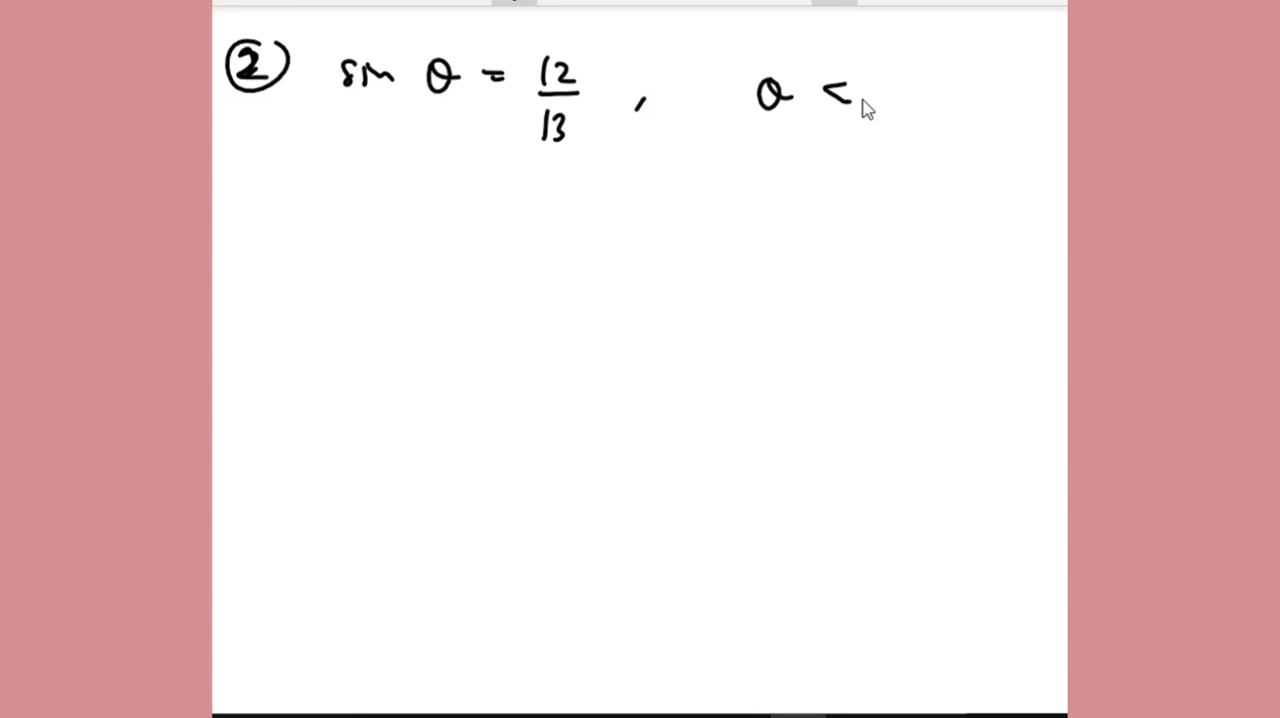 ② sin θ = 12/13 , θ <